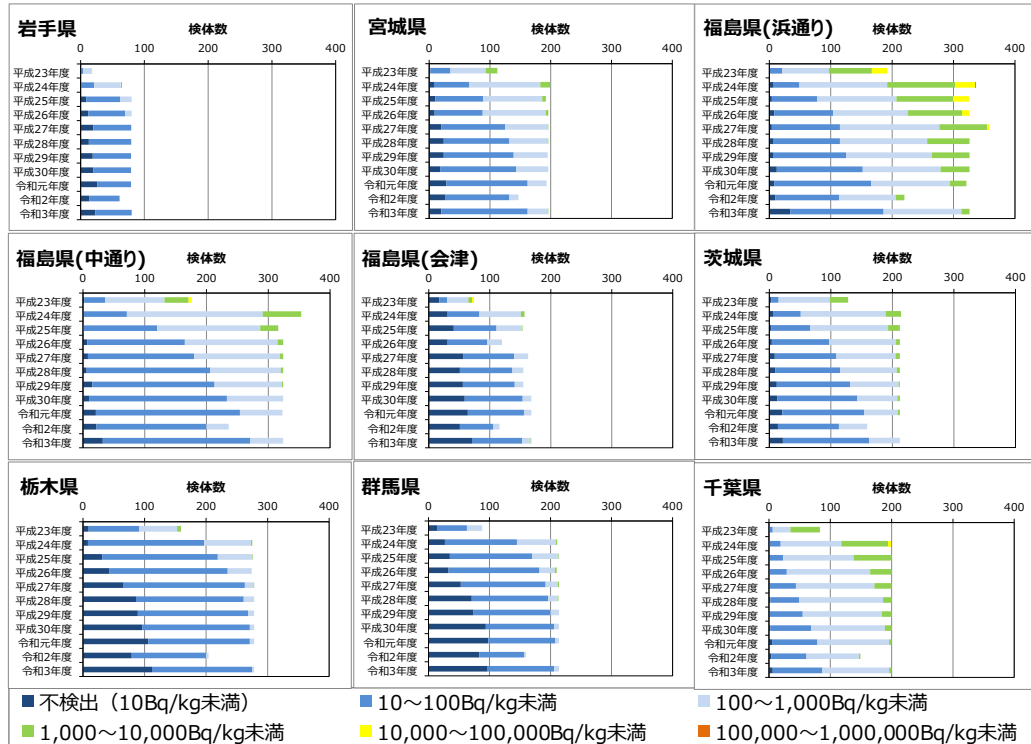 岩手県
検体数
0 100 200 300 400
平成23年度
平成24年度
平成25年度
平成26年度
平成27年度
平成28年度
平成29年度
平成30年度
令和元年度
令和2年度
令和3年度
宮城県
検体数
0 100 200 300 400
平成23年度
平成24年度
平成25年度
平成26年度
平成27年度
平成28年度
平成29年度
平成30年度
令和元年度
令和2年度
令和3年度
福島県(浜通り)
検体数
0 100 200 300 400
平成23年度
平成24年度
平成25年度
平成26年度
平成27年度
平成28年度
平成29年度
平成30年度
令和元年度
令和2年度
令和3年度
福島県(中通り)
検体数
0 100 200 300 400
平成23年度
平成24年度
平成25年度
平成26年度
平成27年度
平成28年度
平成29年度
平成30年度
令和元年度
令和2年度
令和3年度
福島県(会津)
検体数
0 100 200 300 400
平成23年度
平成24年度
平成25年度
平成26年度
平成27年度
平成28年度
平成29年度
平成30年度
令和元年度
令和2年度
令和3年度
茨城県
検体数
0 100 200 300 400
平成23年度
平成24年度
平成25年度
平成26年度
平成27年度
平成28年度
平成29年度
平成30年度
令和元年度
令和2年度
令和3年度
栃木県
検体数
0 100 200 300 400
平成23年度
平成24年度
平成25年度
平成26年度
平成27年度
平成28年度
平成29年度
平成30年度
令和元年度
令和2年度
令和3年度
群馬県
検体数
0 100 200 300 400
平成23年度
平成24年度
平成25年度
平成26年度
平成27年度
平成28年度
平成29年度
平成30年度
令和元年度
令和2年度
令和3年度
千葉県
検体数
0 100 200 300 400
平成23年度
平成24年度
平成25年度
平成26年度
平成27年度
平成28年度
平成29年度
平成30年度
令和元年度
令和2年度
令和3年度
不検出（10Bq/kg未満） 10～100Bq/kg未満 100～1,000Bq/kg未満
1,000～10,000Bq/kg未満 10,000～100,000Bq/kg未満 100,000～1,000,000Bq/kg未満